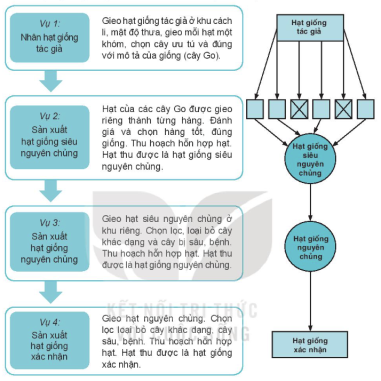 Vụ 1:
Nhân hạt giống
tác giả
Gieo hạt giống tác giả ở khu cách
li, mật độ thưa, gieo mỗi hạt một
khóm, chọn cây ưu tú và đúng
với mô tả của giống (cây Go).
Vụ 2:
Sản xuất
hạt giống siêu
nguyên chủng
Hạt của các cây Go được gieo
riêng thành từng hàng. Đánh
giá và chọn hàng tốt, đúng
giống. Thu hoạch hỗn hợp hạt.
Hạt thu được là hạt giống siêu
nguyên chủng.
Vụ 3:
Sản xuất
hạt giống
nguyên chủng
Gieo hạt siêu nguyên chủng ở
khu riêng. Chọn lọc, loại bỏ cây
khác dạng và cây bị sâu, bệnh.
Thu hoạch hỗn hợp hạt. Hạt thu
được là hạt giống nguyên chủng.
Vụ 4:
Sản xuất
hạt giống
xác nhận
Gieo hạt nguyên chủng. Chọn
lọc loại bỏ cây khác dạng, cây
sâu, bệnh. Thu hoạch hỗn hợp
hạt. Hạt thu được là hạt giống
xác nhận.
Hạt giống
tác giả
Hạt giống
siêu
nguyên
chủng
Hạt giống
nguyên
chủng
Hạt giống
xác nhận
KẾT NỐI TRI THỨC
VỚI CUỘC SỐNG